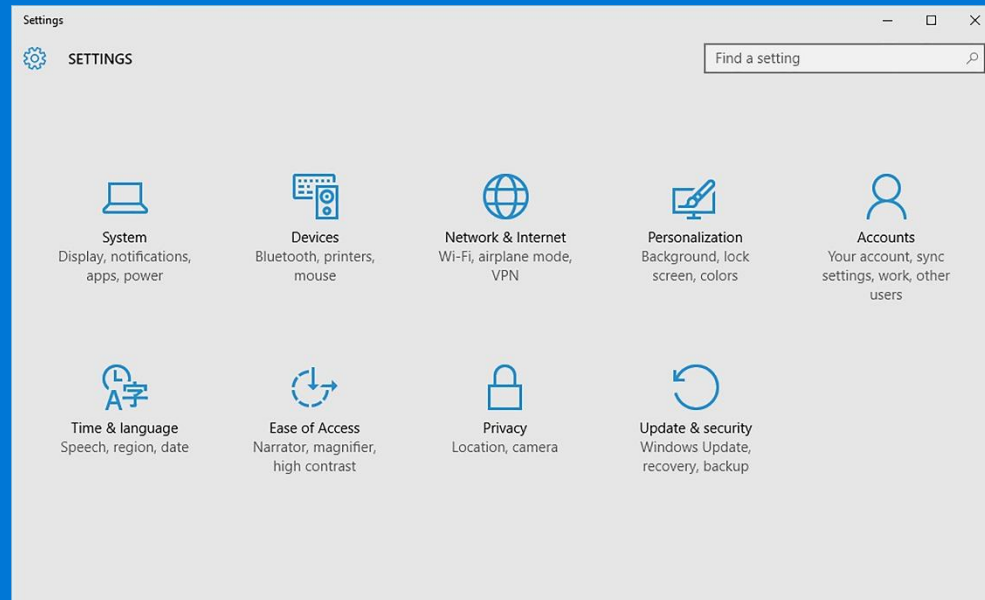 Settings
SETTINGS
Find a setting
System
Display, notifications,
apps, power
Devices
Bluetooth, printers,
mouse
Network & Internet
Wi-Fi, airplane mode,
VPN
Personalization
Background, lock
screen, colors
Accounts
Your account, sync
settings, work, other
users
Time & language
Speech, region, date
Ease of Access
Narrator, magnifier,
high contrast
Privacy
Location, camera
Update & security
Windows Update,
recovery, backup